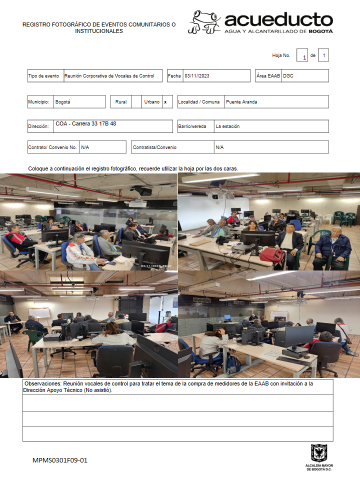 REGISTRO FOTOGRÁFICO DE EVENTOS COMUNITARIOS O
INSTITUCIONALES
acueducto
AGUA Y ALCANTARILLADO DE BOGOTÁ
Hoja No. 1 de 1
Tipo de evento Reunión Corporativa de Vocales de Control Fecha 03/11/2023 Área EAAB DGC
Municipio: Bogotá Rural Urbano x Localidad / Comuna Puente Aranda
Dirección: COA - Carrera 33 17B 48 Barrio/vereda La estación
Contrato/ Convenio No. N/A Contratista/Convenio N/A
Coloque a continuación el registro fotográfico, recuerde utilizar la hoja por las dos caras.
Observaciones: Reunión vocales de control para tratar el tema de la compra de medidores de la EAAB con invitación a la
Dirección Apoyo Técnico (No asistió).
MPMS0301F09-01
ALCALDÍA MAYOR
DE BOGOTÁ D.C.